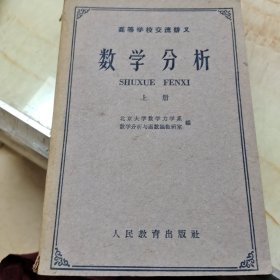 高等学校交流讲义
数学分析
SHUXUE FENXI
上册
北京大学数学力学系
数学分析与函数论教研室
编
人民教育出版社